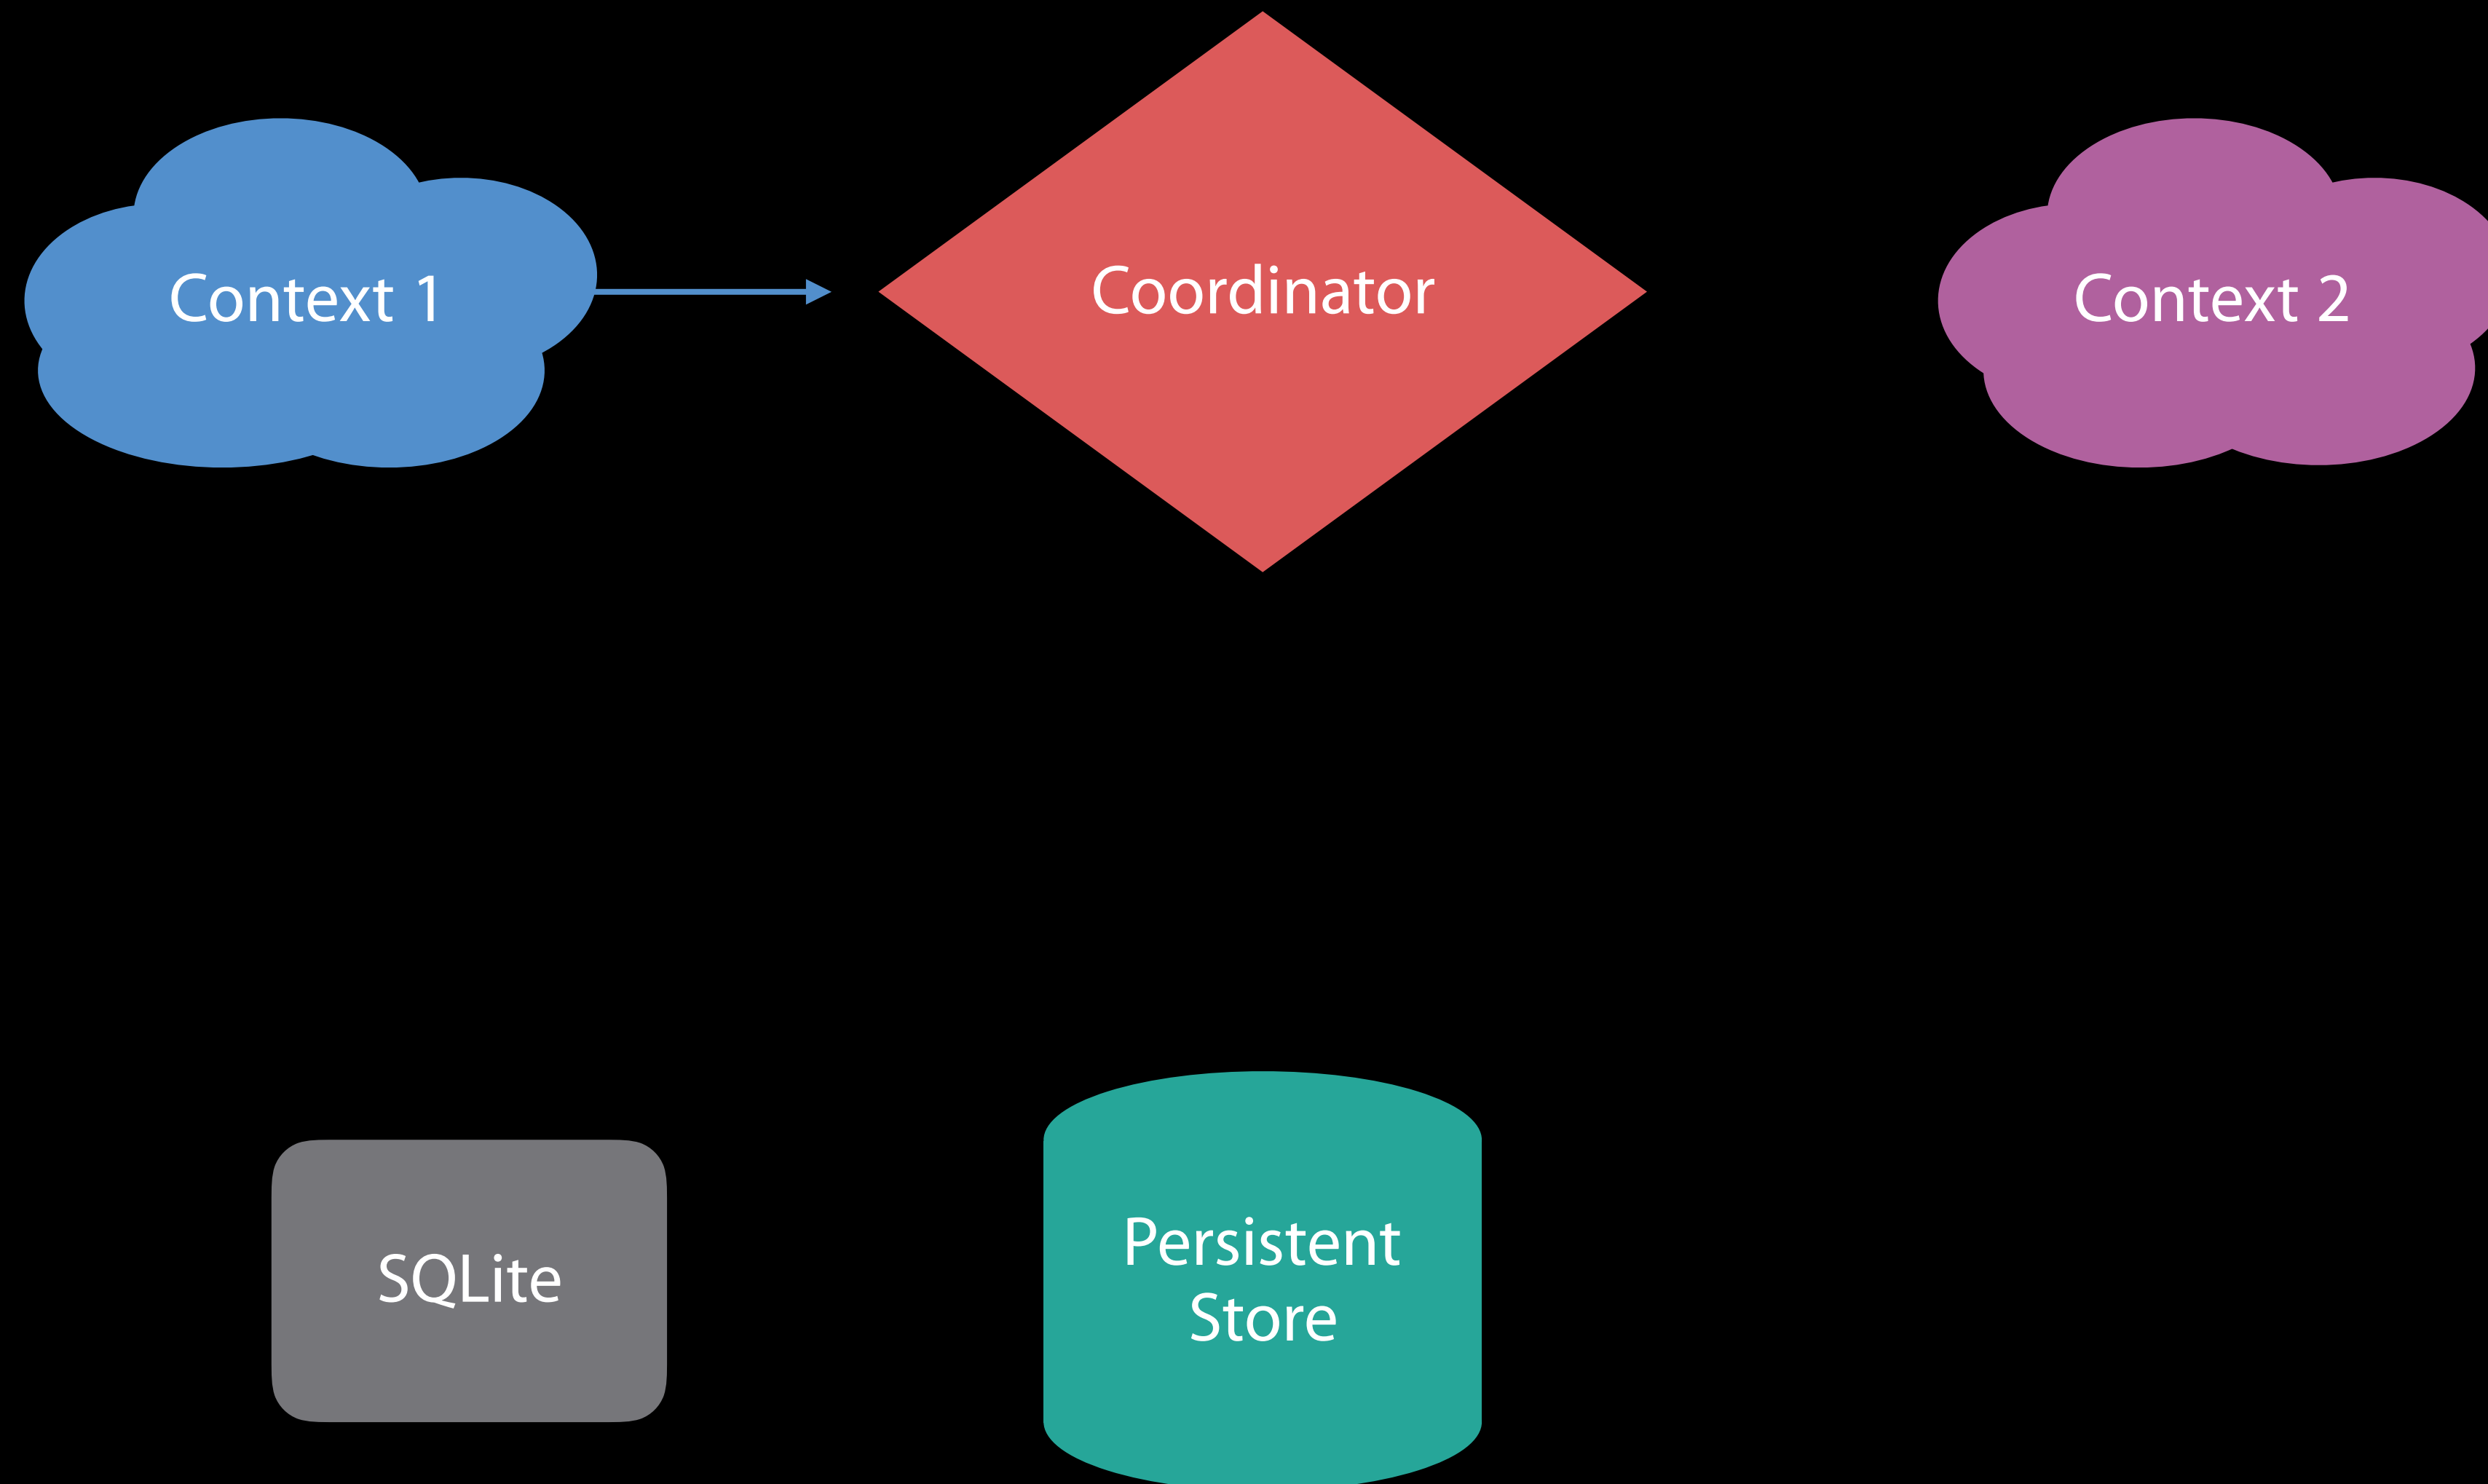 Context 1
Coordinator
Context 2
SQLite
Persistent
Store